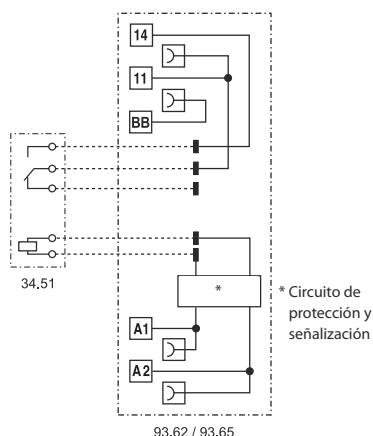 14
11
BB
34.51
*
* Circuito de
protección y
señalización
A1
A2
93.62 / 93.65